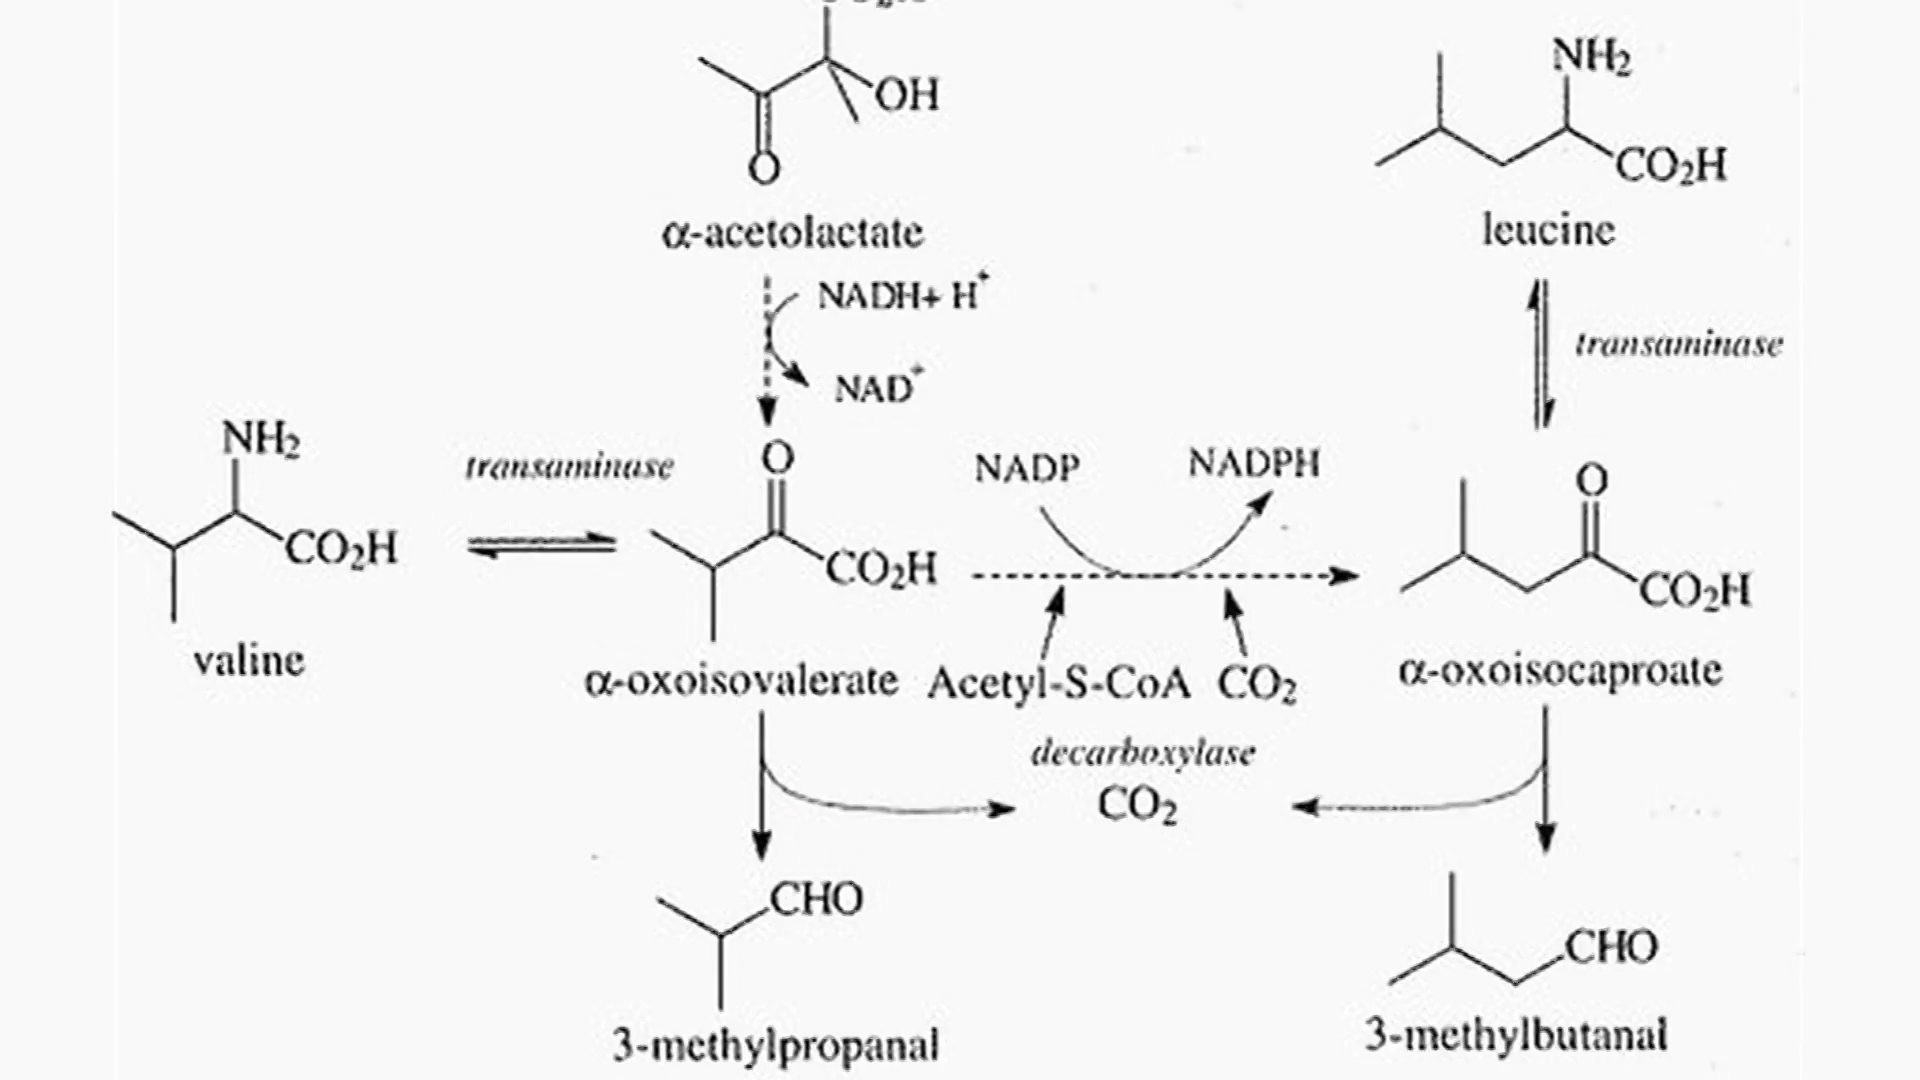 OH
O
α-acetolactate
NADH+ H+
NAD+
NH2
CO2H
leucine
transaminase
NH2
CO2H
valine
transaminase
O
CO2H
α-oxoisovalerate
NADP
NADPH
Acetyl-S-CoA CO2
O
CO2H
α-oxoisocaproate
decarboxylase
CO2
CHO
3-methylpropanal
CHO
3-methylbutanal